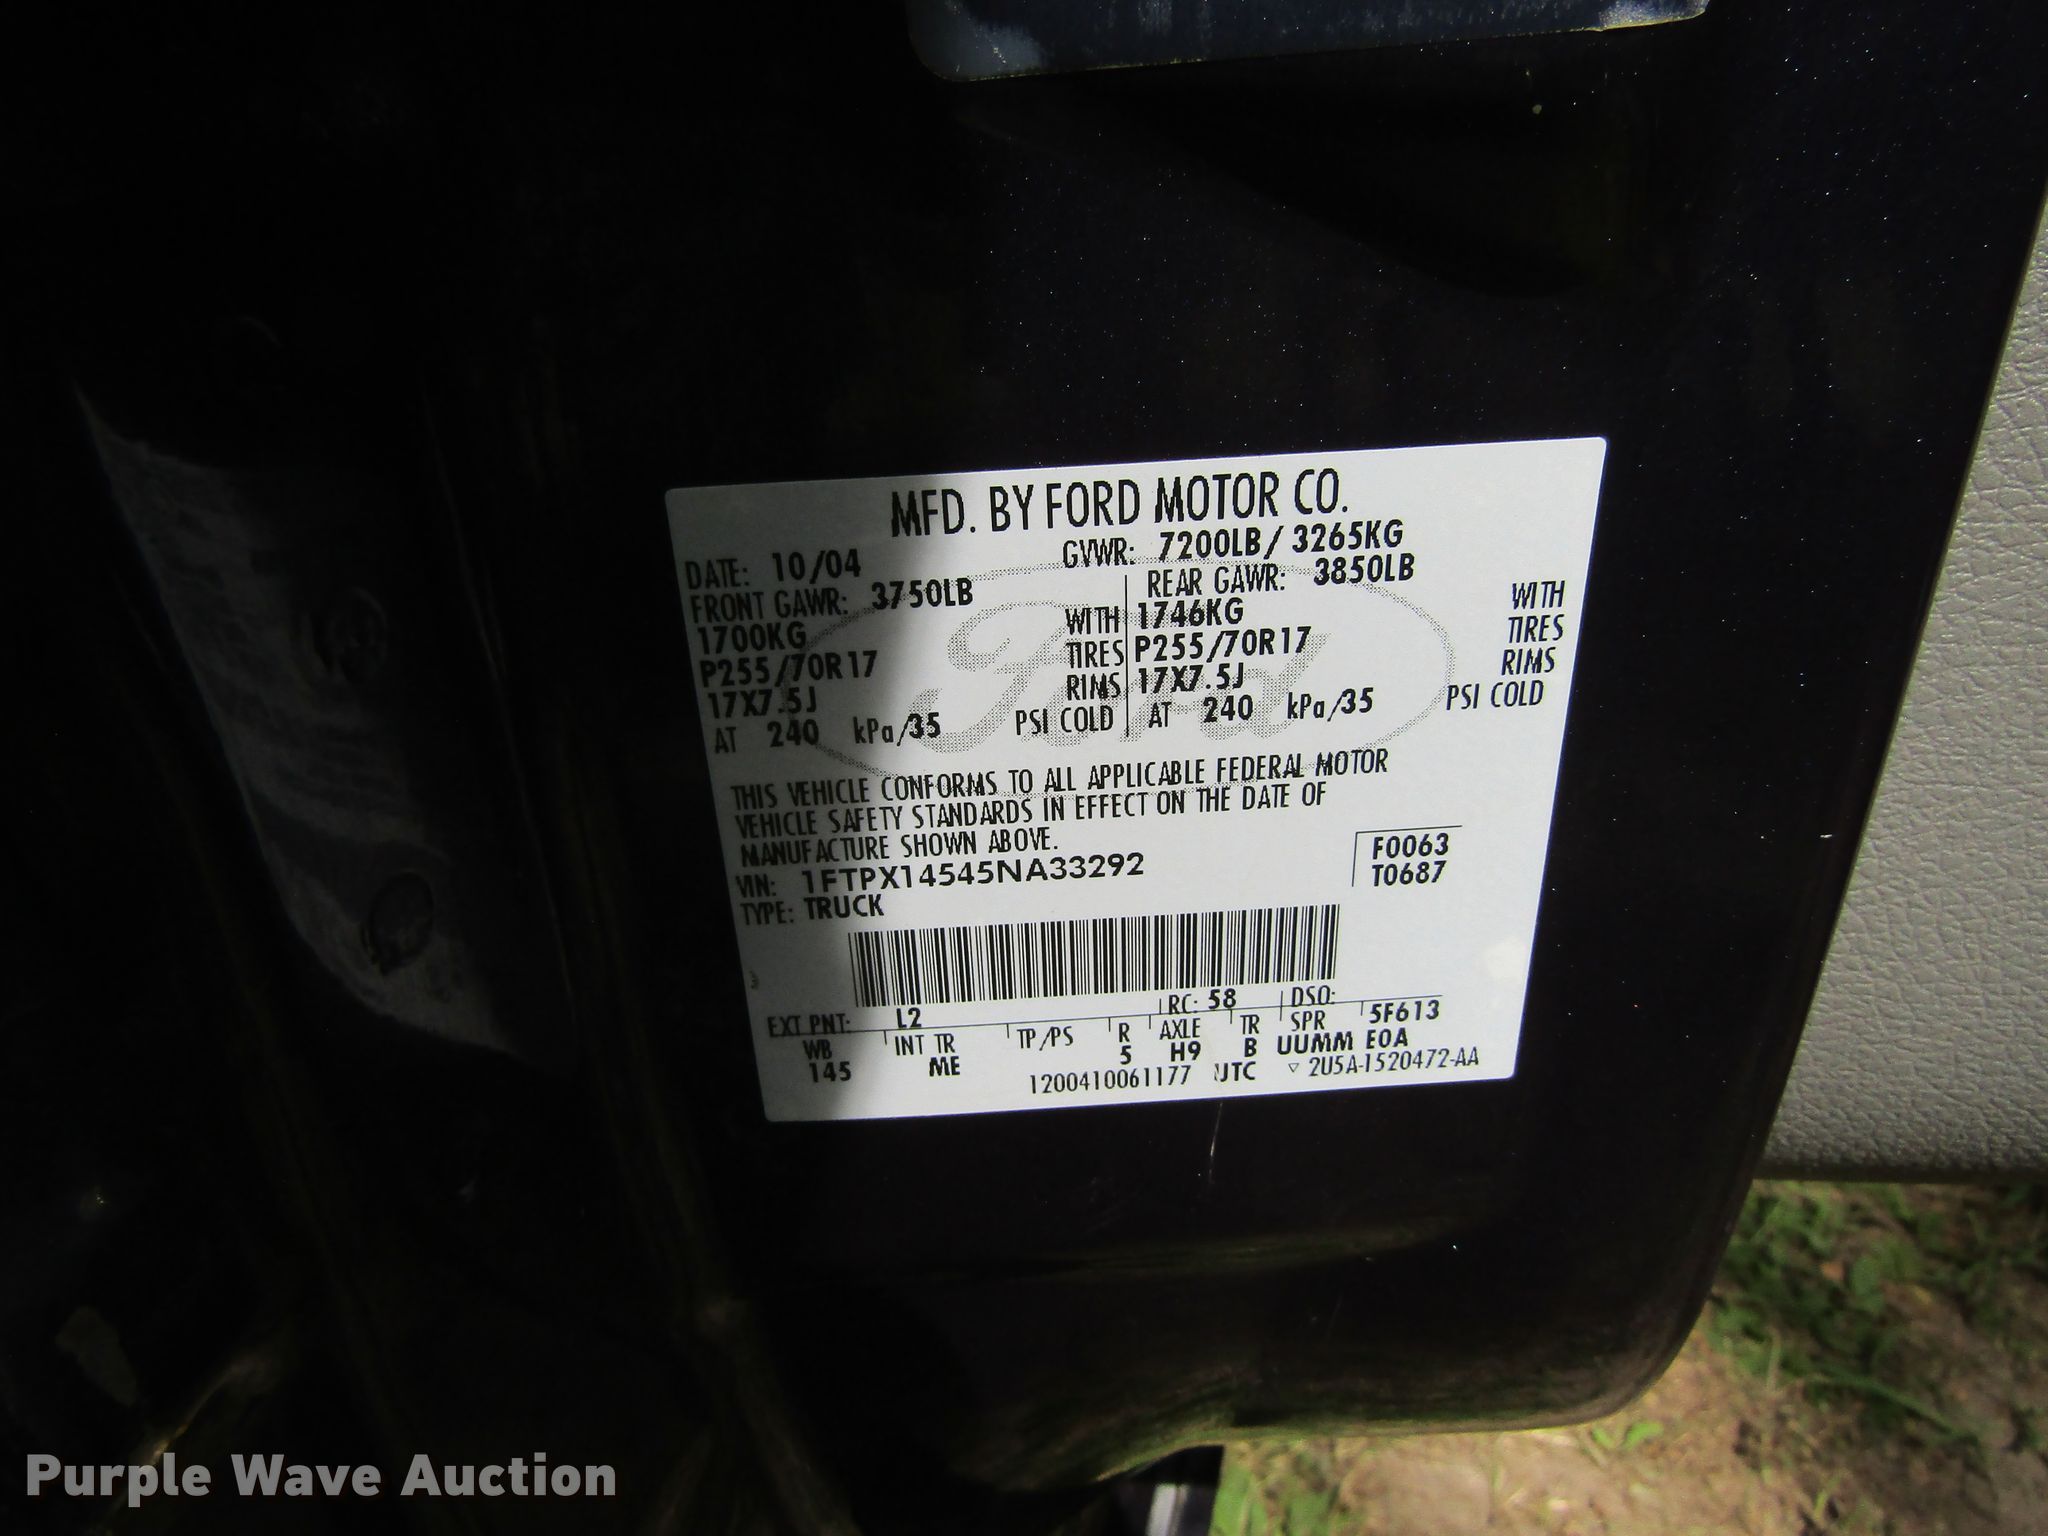 MFD. BY FORD MOTOR CO.
DATE: 10/04 GVWR: 7200LB/ 3265KG
FRONT GAWR: 3750LB REAR GAWR: 3850LB
1700KG WITH 1746KG WITH
P255/70R17 TIRES P255/70R17 TIRES
17X7.5J RIMS 17X7.5J RIMS
AT 240 kPa/35 PSI COLD AT 240 kPa/35 PSI COLD
Ford
THIS VEHICLE CONFORMS TO ALL APPLICABLE FEDERAL MOTOR
VEHICLE SAFETY STANDARDS IN EFFECT ON THE DATE OF
MANUFACTURE SHOWN ABOVE.
VIN: 1FTPX14545NA33292
TYPE: TRUCK
F0063
T0687
EXT PNT: L2 RC: 58 DSO:
WB INT TR TP/PS R AXLE TR SPR 5F613
145 ME 5 H9 B UUMM E0A
1200410061177 UTC ▽ 2U5A-1520472-AA
Purple Wave Auction